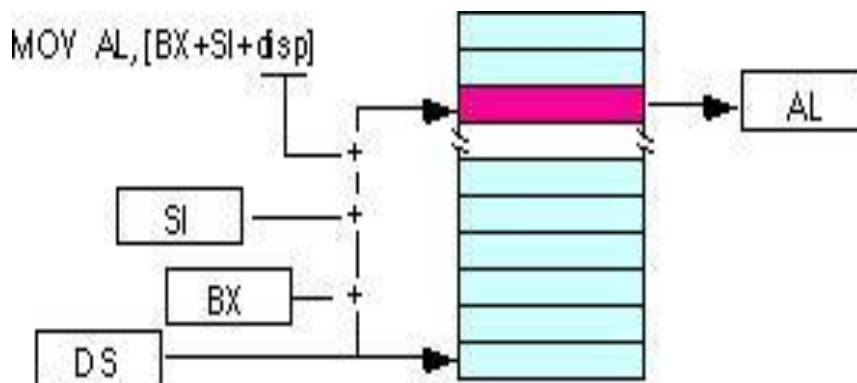 MOV AL,[BX+SI+disp]
AL
+
SI
+
BX
+
DS